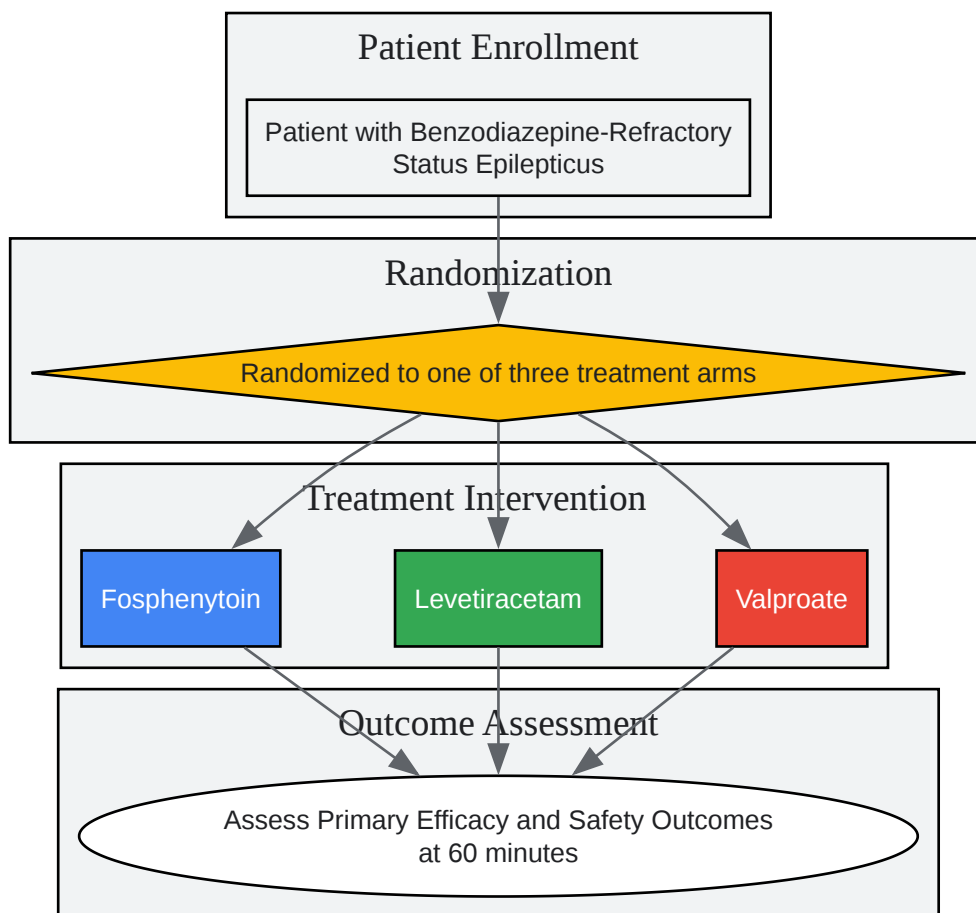 Patient Enrollment
Patient with Benzodiazepine-Refractory
Status Epilepticus
Randomization
Randomized to one of three treatment arms
Treatment Intervention
Fosphenytoin
Levetiracetam
Valproate
Outcome Assessment
Assess Primary Efficacy and Safety Outcomes
at 60 minutes